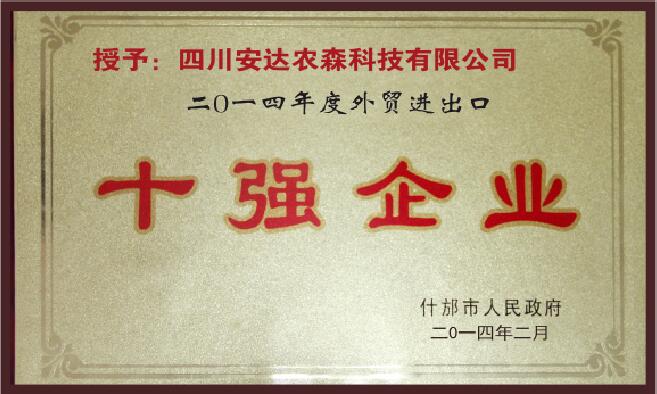 授予：四川安达农森科技有限公司
二〇一四年度外贸进出口
十强企业
什邡市人民政府
二〇一四年二月